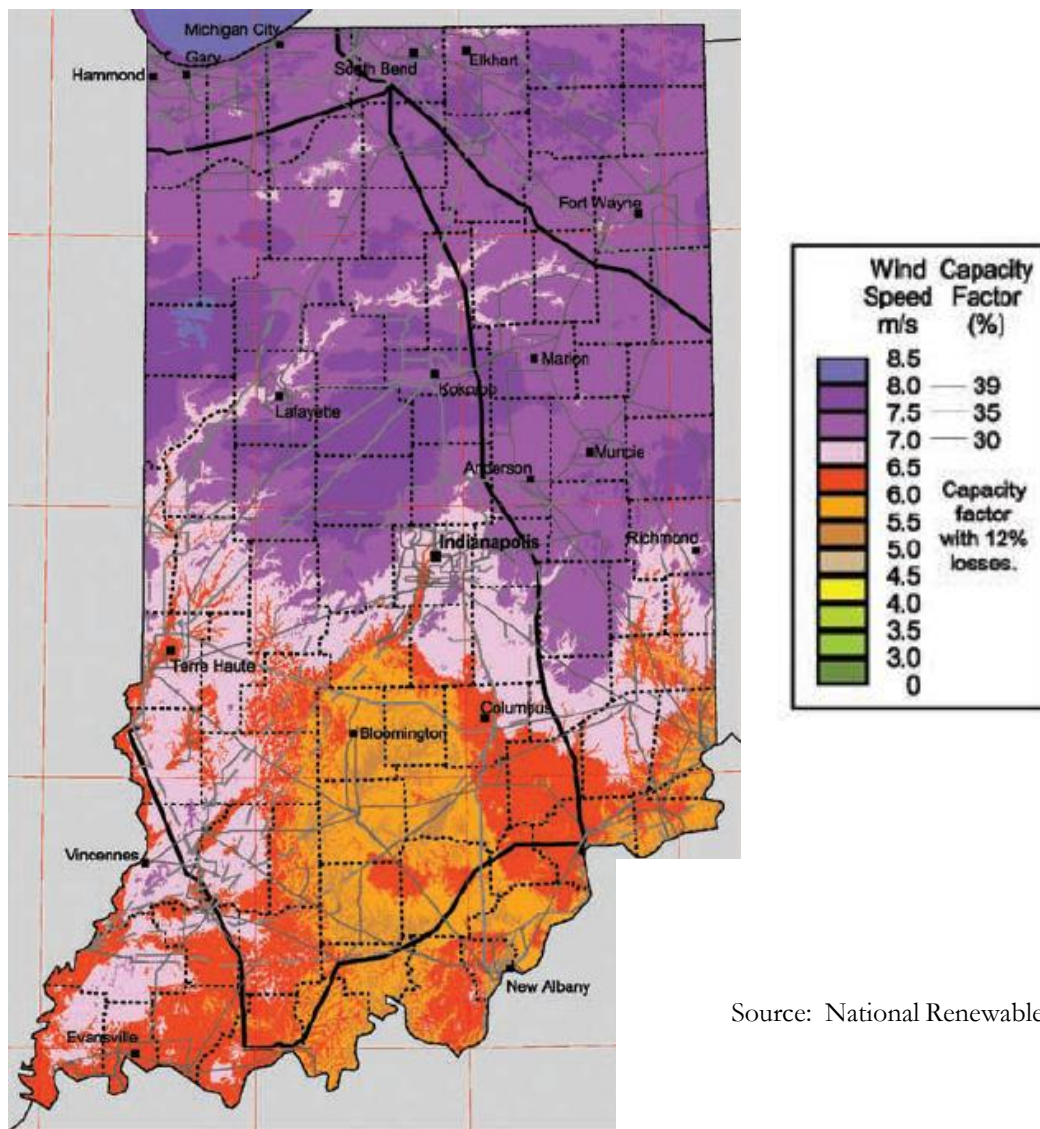 Michigan City
Gary
Hammond
South Bend
Elkhart
Fort Wayne
Marion
Kokomo
Lafayette
Muncie
Anderson
Indianapolis
Richmond
Terre Haute
Columbus
Bloomington
Vincennes
New Albany
Evansville
Wind Capacity
Speed Factor
m/s (%)
8.5
8.0 39
7.5 35
7.0 30
6.5
6.0 Capacity
5.5 factor
5.0 with 12%
4.5 losses.
4.0
3.5
3.0
0
Source: National Renewable